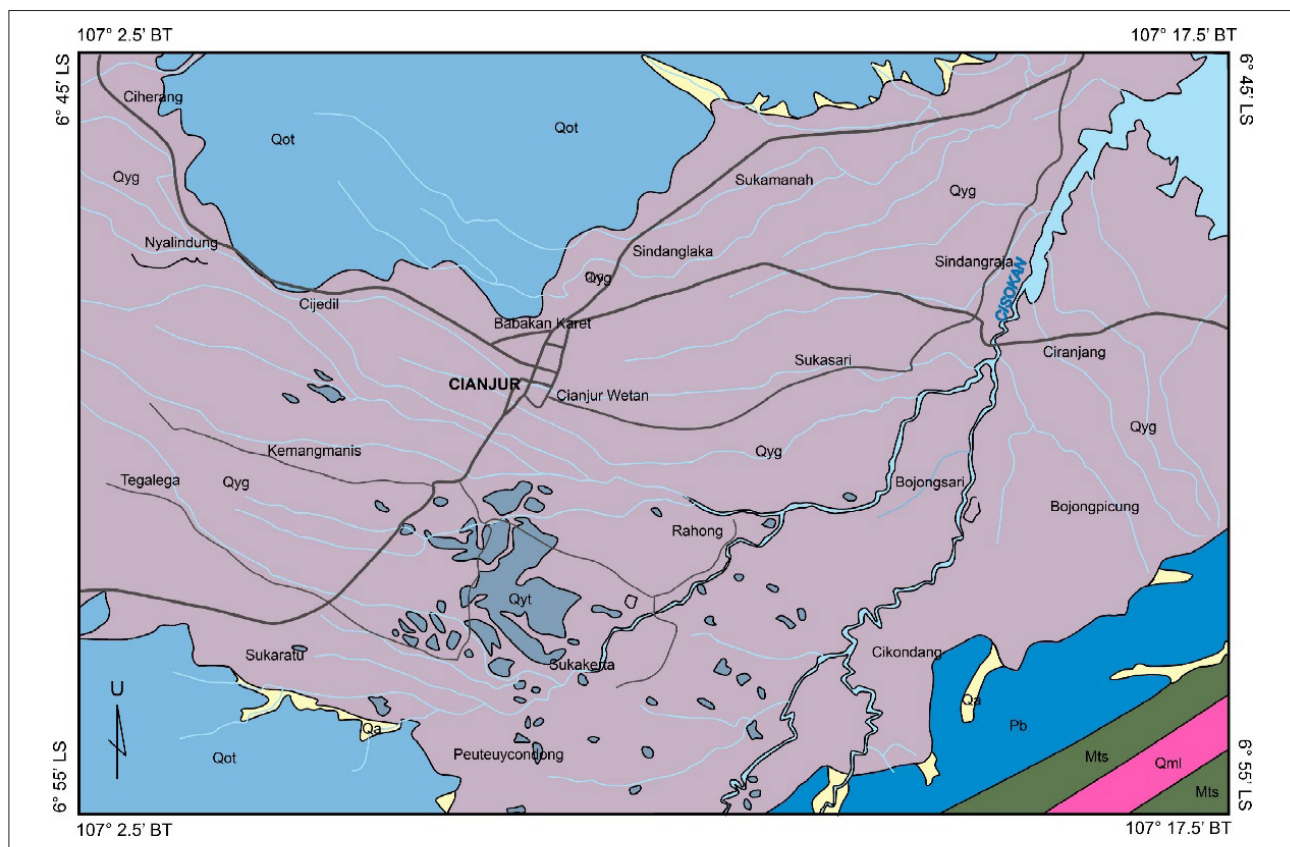 107° 2.5’ BT
107° 17.5’ BT
6° 45’ LS
6° 45’ LS
Ciherang
Qot
Qot
Qyg
Sukamanah
Qyg
Nyalindung
Sindanglaka
Sindangraja
Qyg
CISOKAN
Cijedil
Babakan Karet
Sukasari
Ciranjang
CIANJUR
Cianjur Wetan
Qyg
Kemangmanis
Qyg
Tegalega
Qyg
Bojongsari
Bojongpicung
Rahong
Qyt
Sukaratu
Sukakerta
Cikondang
U
Qa
Qa
Pb
Qot
Peuteuycondong
Mts
Qml
Mts
6° 55’ LS
6° 55’ LS
107° 2.5’ BT
107° 17.5’ BT